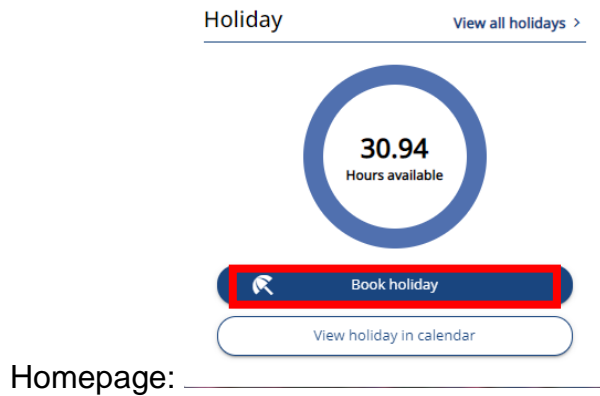 Holiday View all holidays >
30.94
Hours available
Book holiday
View holiday in calendar
Homepage: